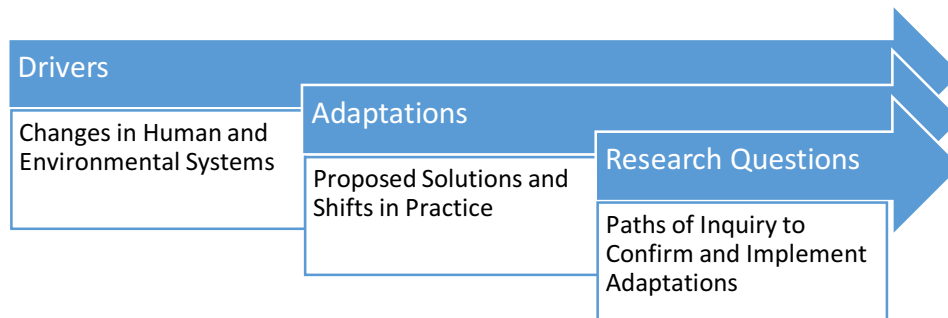 Drivers
Changes in Human and
Environmental Systems
Adaptations
Proposed Solutions and
Shifts in Practice
Research Questions
Paths of Inquiry to
Confirm and Implement
Adaptations